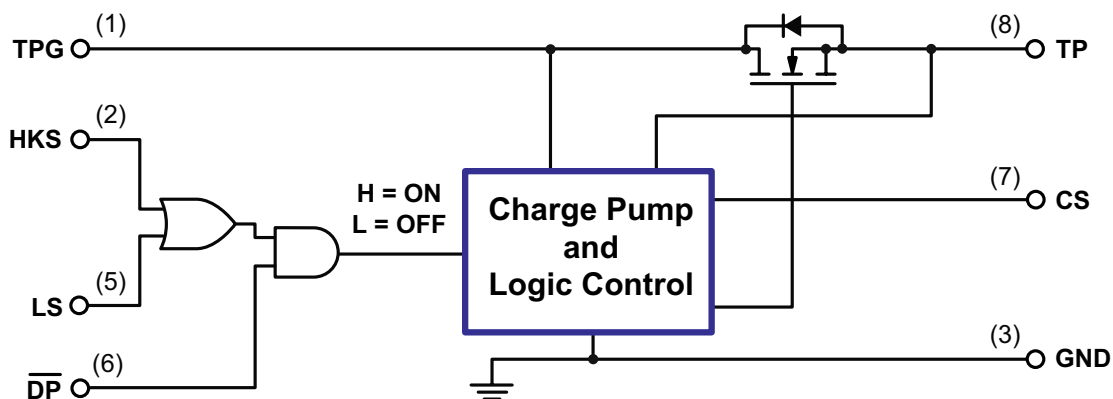 (1)
TPG
(8)
TP
(2)
HKS
H = ON
L = OFF
Charge Pump
and
Logic Control
(7)
CS
(5)
LS
(3)
GND
(6)
D̅P̅